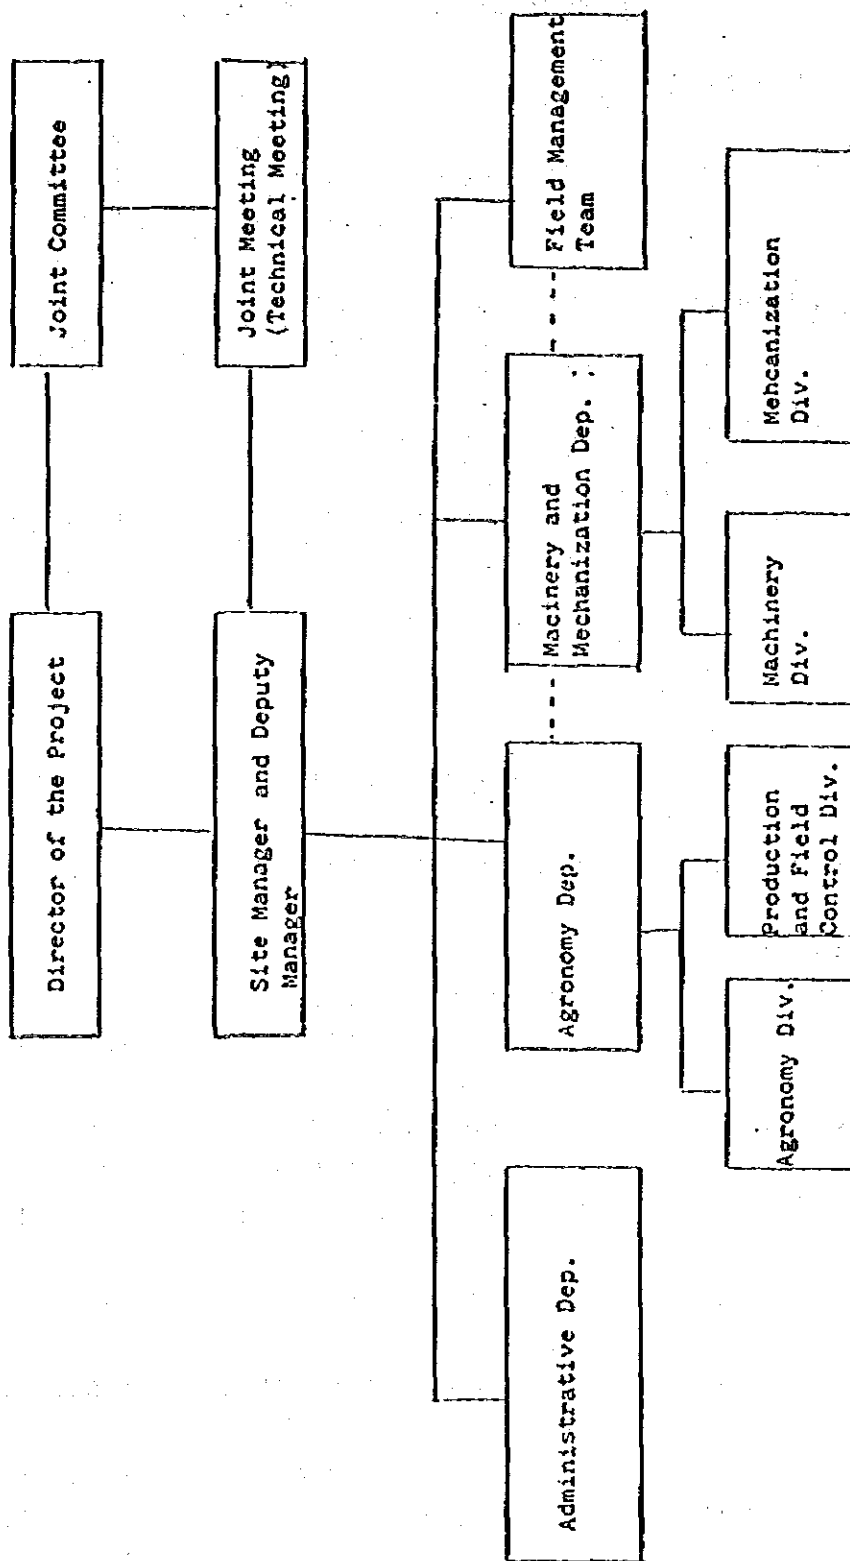 Director of the Project
Joint Committee
Site Manager and Deputy
Manager
Joint Meeting
(Technical Meeting)
Administrative Dep.
Agronomy Dep.
Macinery and
Mechanization Dep.
Field Management
Team
Agronomy Div.
Production
and Field
Control Div.
Machinery
Div.
Mehcanization
Div.